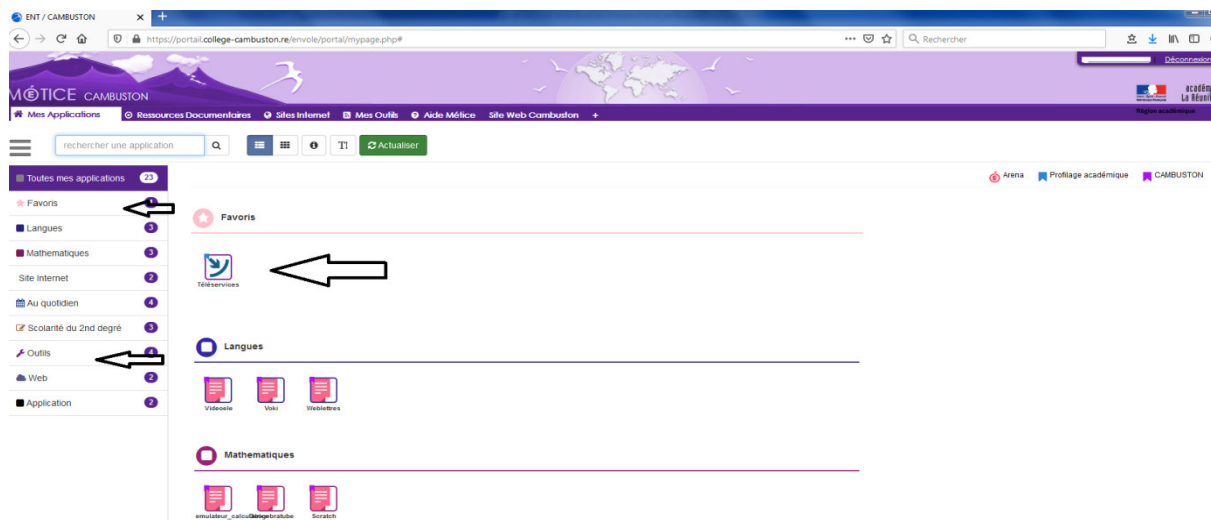 ENT / CAMBUSTON
https://portail.college-cambuston.re/envole/portal/mypage.php#
Rechercher
Déconnexion
MÉTICE CAMBUSTON
Région académique
Mes Applications Ressources Documentaires Sites Internet Mes Outils Aide Métice Site Web Cambuston +
rechercher une application
Actualiser
Toutes mes applications 23
Arena Profilage académique CAMBUSTON
Favoris
Langues 3
Mathematiques 3
Site Internet 2
Au quotidien 4
Scolarité du 2nd degré 3
Outils 4
Web 2
Application 2
Favoris
Téléservices
Langues
Videoele Voki Weblettres
Mathematiques
Scratch